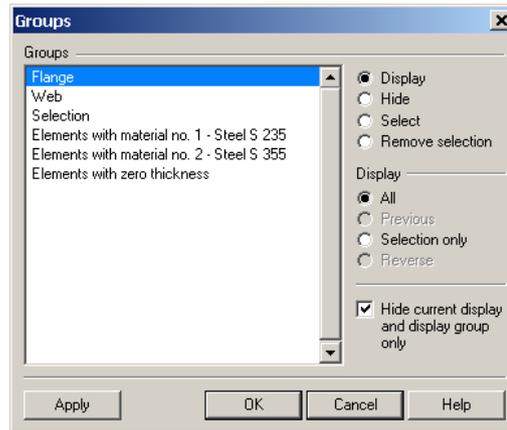 Groups
Groups
Flange
Web
Selection
Elements with material no. 1 - Steel S 235
Elements with material no. 2 - Steel S 355
Elements with zero thickness
Display
Hide
Select
Remove selection
Display
All
Previous
Selection only
Reverse
Hide current display
and display group
only
Apply
OK
Cancel
Help